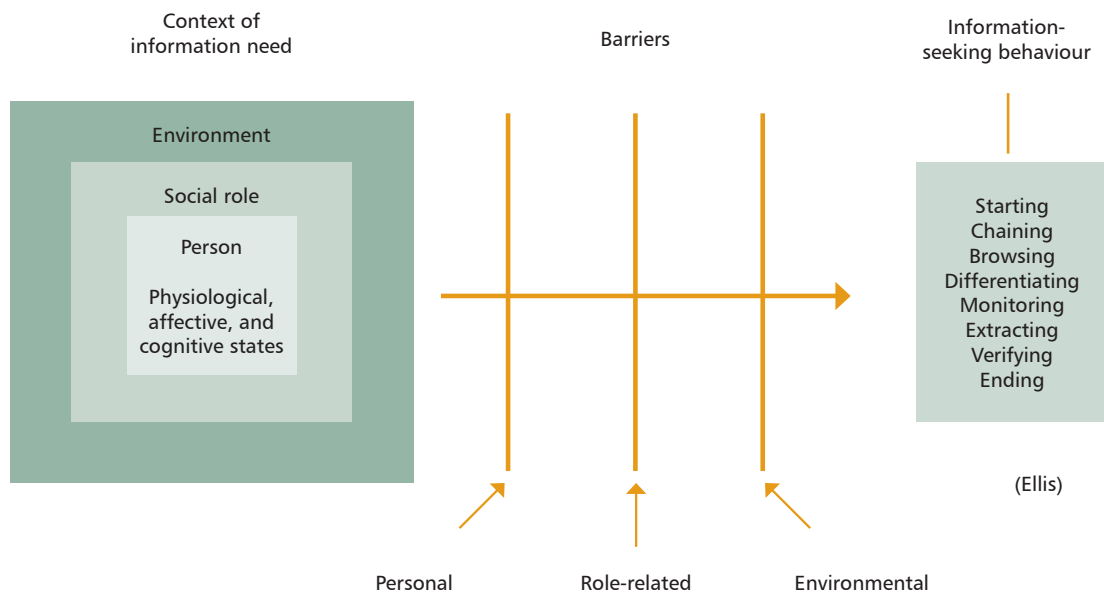 Context of
information need
Barriers
Information-
seeking behaviour
Environment
Social role
Person
Physiological,
affective, and
cognitive states
Starting
Chaining
Browsing
Differentiating
Monitoring
Extracting
Verifying
Ending
(Ellis)
Personal
Role-related
Environmental